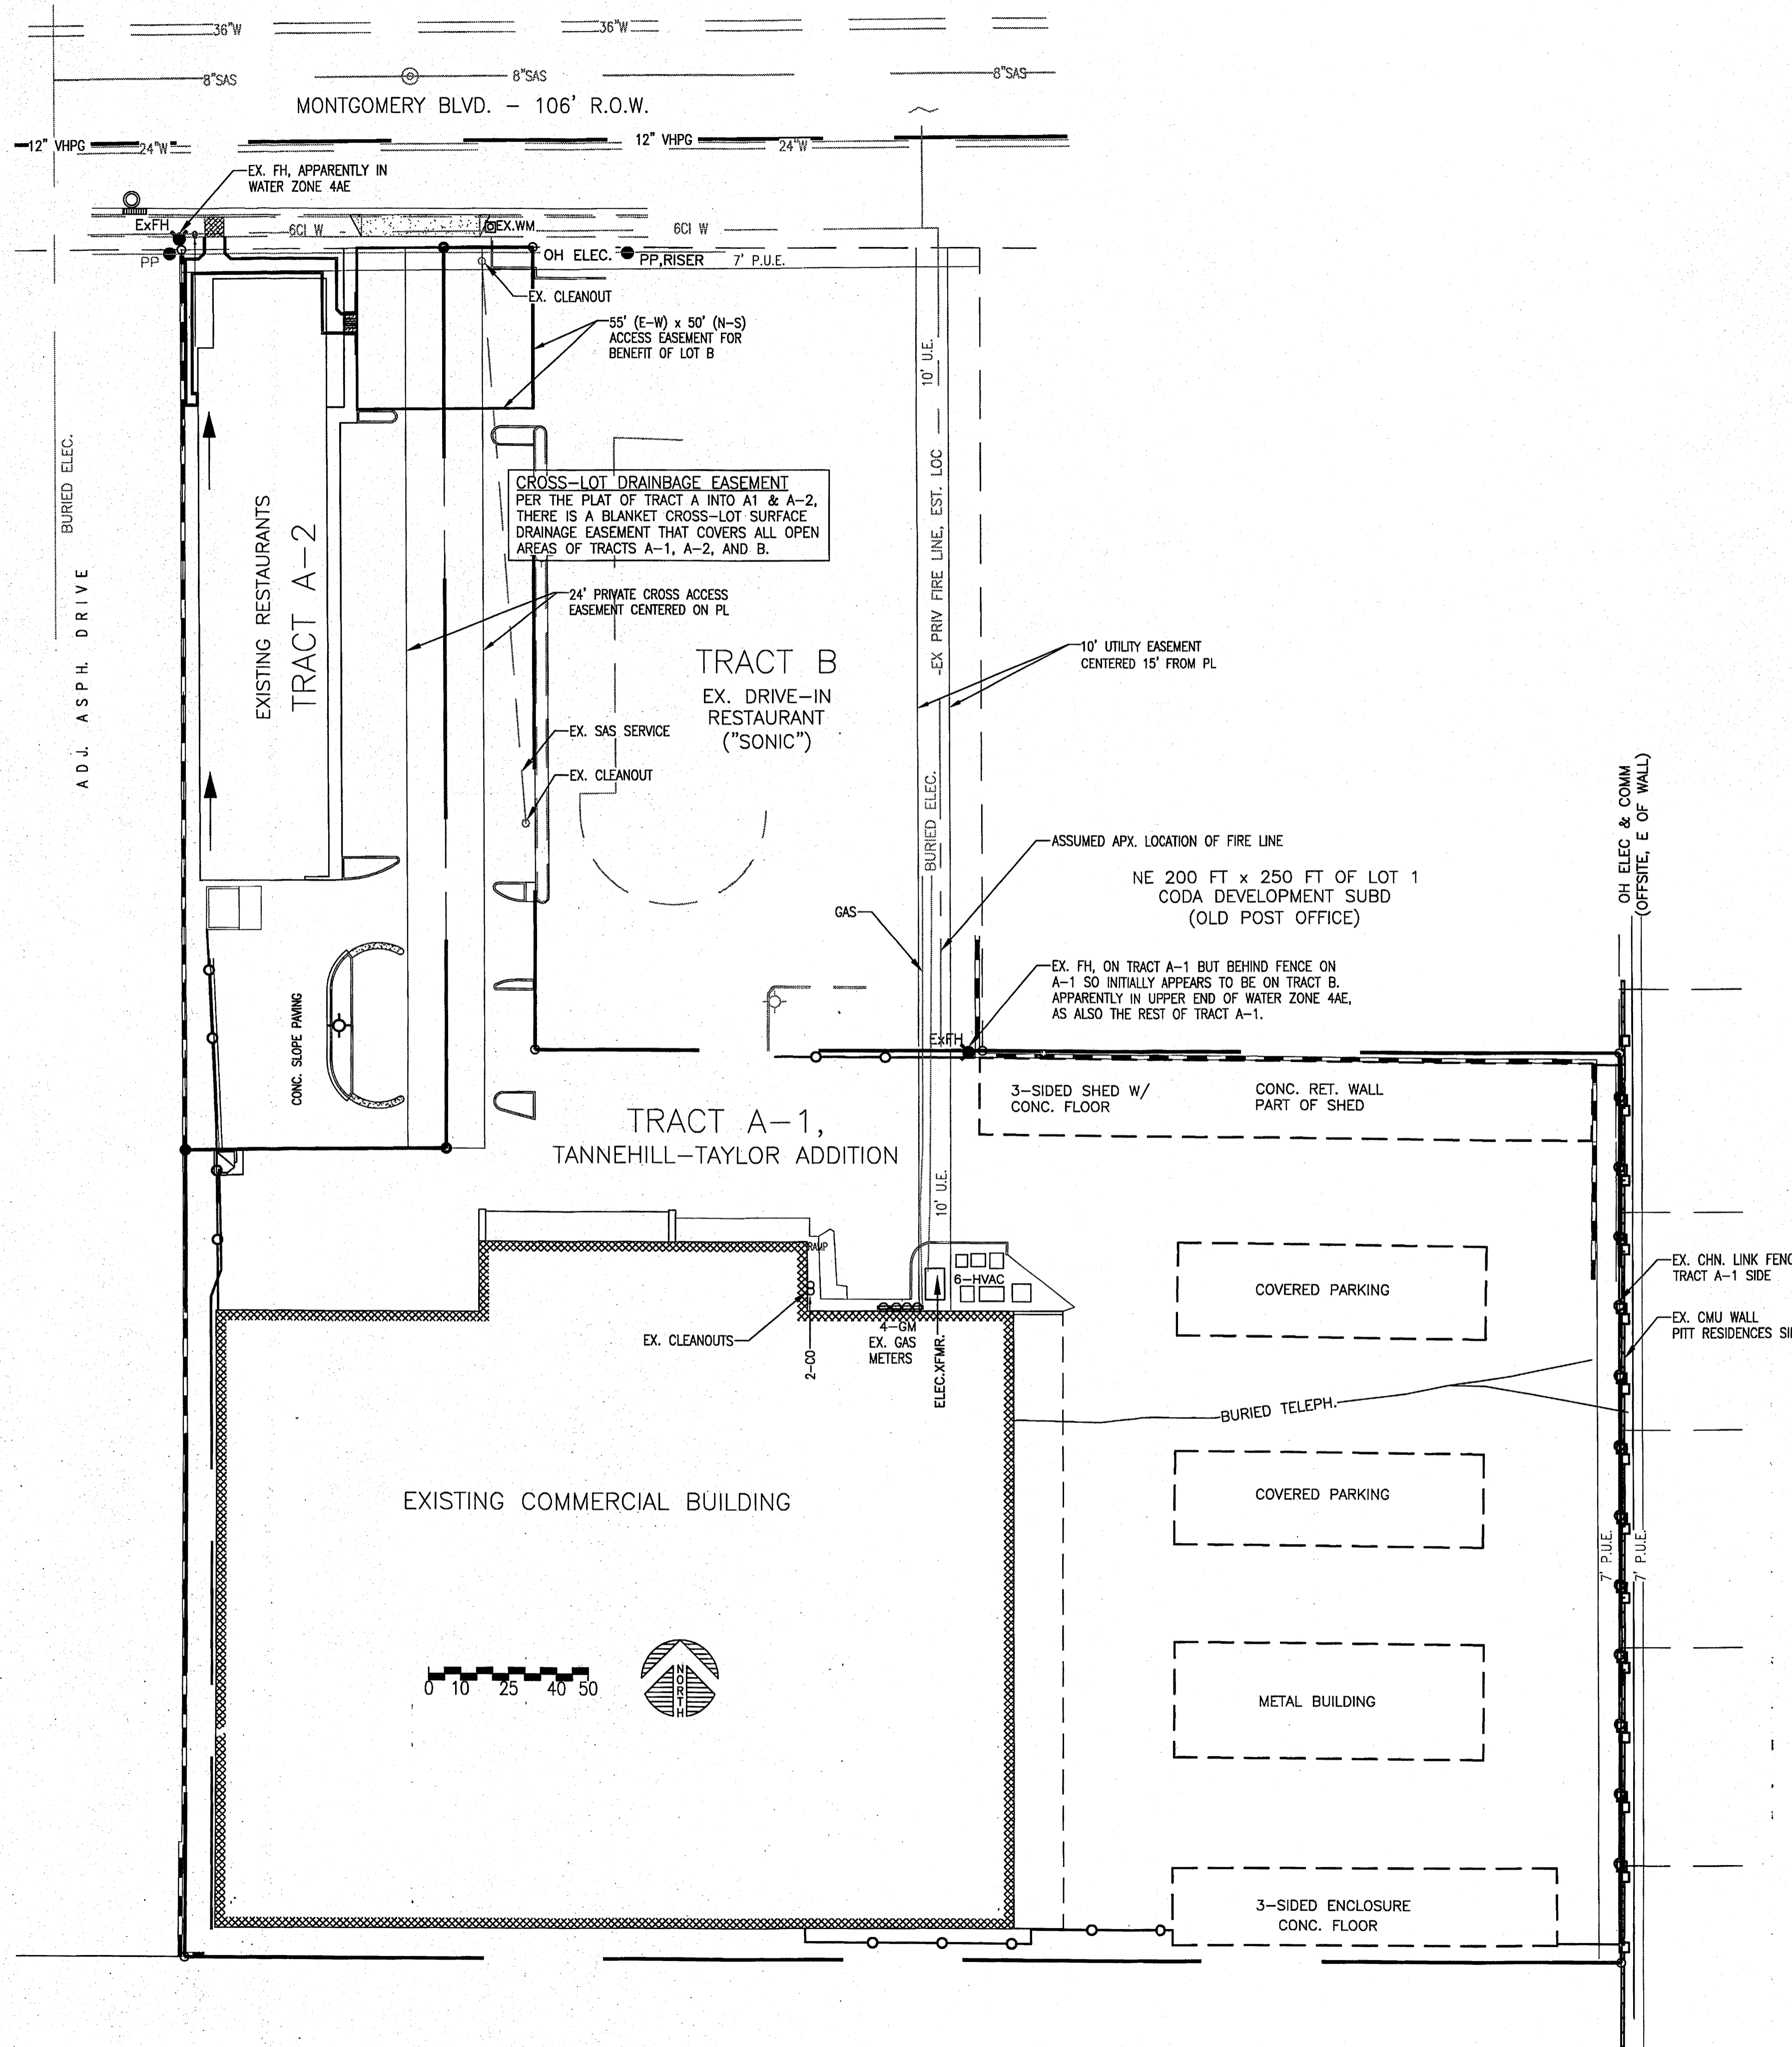 36"W
36"W
8"SAS
8"SAS
8"SAS
MONTGOMERY BLVD. – 106' R.O.W.
12" VHPG
24"W
12" VHPG
24"W
EX. FH, APPARENTLY IN
WATER ZONE 4AE
ExFH
6CI W
EX.WM
6CI W
PP
OH ELEC.
PP,RISER
7' P.U.E.
EX. CLEANOUT
55' (E–W) x 50' (N–S)
ACCESS EASEMENT FOR
BENEFIT OF LOT B
10' U.E.
BURIED ELEC.
ADJ. ASPH. DRIVE
EXISTING RESTAURANTS
TRACT A–2
CROSS–LOT DRAINBAGE EASEMENT
PER THE PLAT OF TRACT A INTO A1 & A–2,
THERE IS A BLANKET CROSS–LOT SURFACE
DRAINAGE EASEMENT THAT COVERS ALL OPEN
AREAS OF TRACTS A–1, A–2, AND B.
EX PRIV FIRE LINE, EST. LOC
24' PRIVATE CROSS ACCESS
EASEMENT CENTERED ON PL
TRACT B
EX. DRIVE–IN
RESTAURANT
("SONIC")
10' UTILITY EASEMENT
CENTERED 15' FROM PL
EX. SAS SERVICE
EX. CLEANOUT
BURIED ELEC.
OH ELEC & COMM
(OFFSITE, E OF WALL)
ASSUMED APX. LOCATION OF FIRE LINE
NE 200 FT x 250 FT OF LOT 1
CODA DEVELOPMENT SUBD
(OLD POST OFFICE)
GAS
EX. FH, ON TRACT A–1 BUT BEHIND FENCE ON
A–1 SO INITIALLY APPEARS TO BE ON TRACT B.
APPARENTLY IN UPPER END OF WATER ZONE 4AE,
AS ALSO THE REST OF TRACT A–1.
CONC. SLOPE PAVING
ExFH
3–SIDED SHED W/
CONC. FLOOR
CONC. RET. WALL
PART OF SHED
TRACT A–1,
TANNEHILL–TAYLOR ADDITION
10' U.E.
RAMP
6–HVAC
COVERED PARKING
EX. CHN. LINK FENC
TRACT A–1 SIDE
EX. CMU WALL
PITT RESIDENCES SI
EX. CLEANOUTS
2–CO
4–GM
EX. GAS
METERS
ELEC.XFMR.
BURIED TELEPH.
EXISTING COMMERCIAL BUILDING
COVERED PARKING
7' P.U.E.
7' P.U.E.
0 10 25 40 50
NORTH
METAL BUILDING
3–SIDED ENCLOSURE
CONC. FLOOR